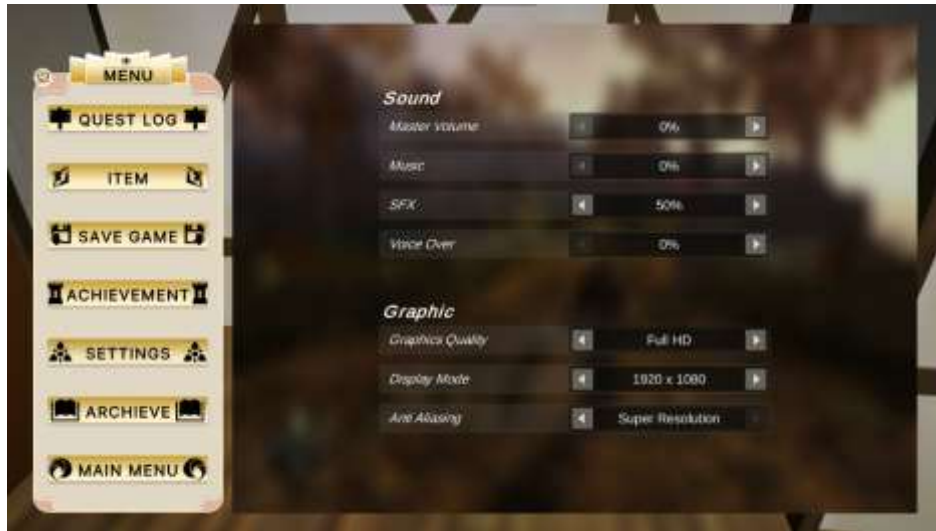 MENU
QUEST LOG
ITEM
SAVE GAME
ACHIEVEMENT
SETTINGS
ARCHIEVE
MAIN MENU
Sound
Master Volume 0%
Music 0%
SFX 50%
Voice Over 0%
Graphic
Graphics Quality Full HD
Display Mode 1920 x 1080
Anti Aliasing Super Resolution